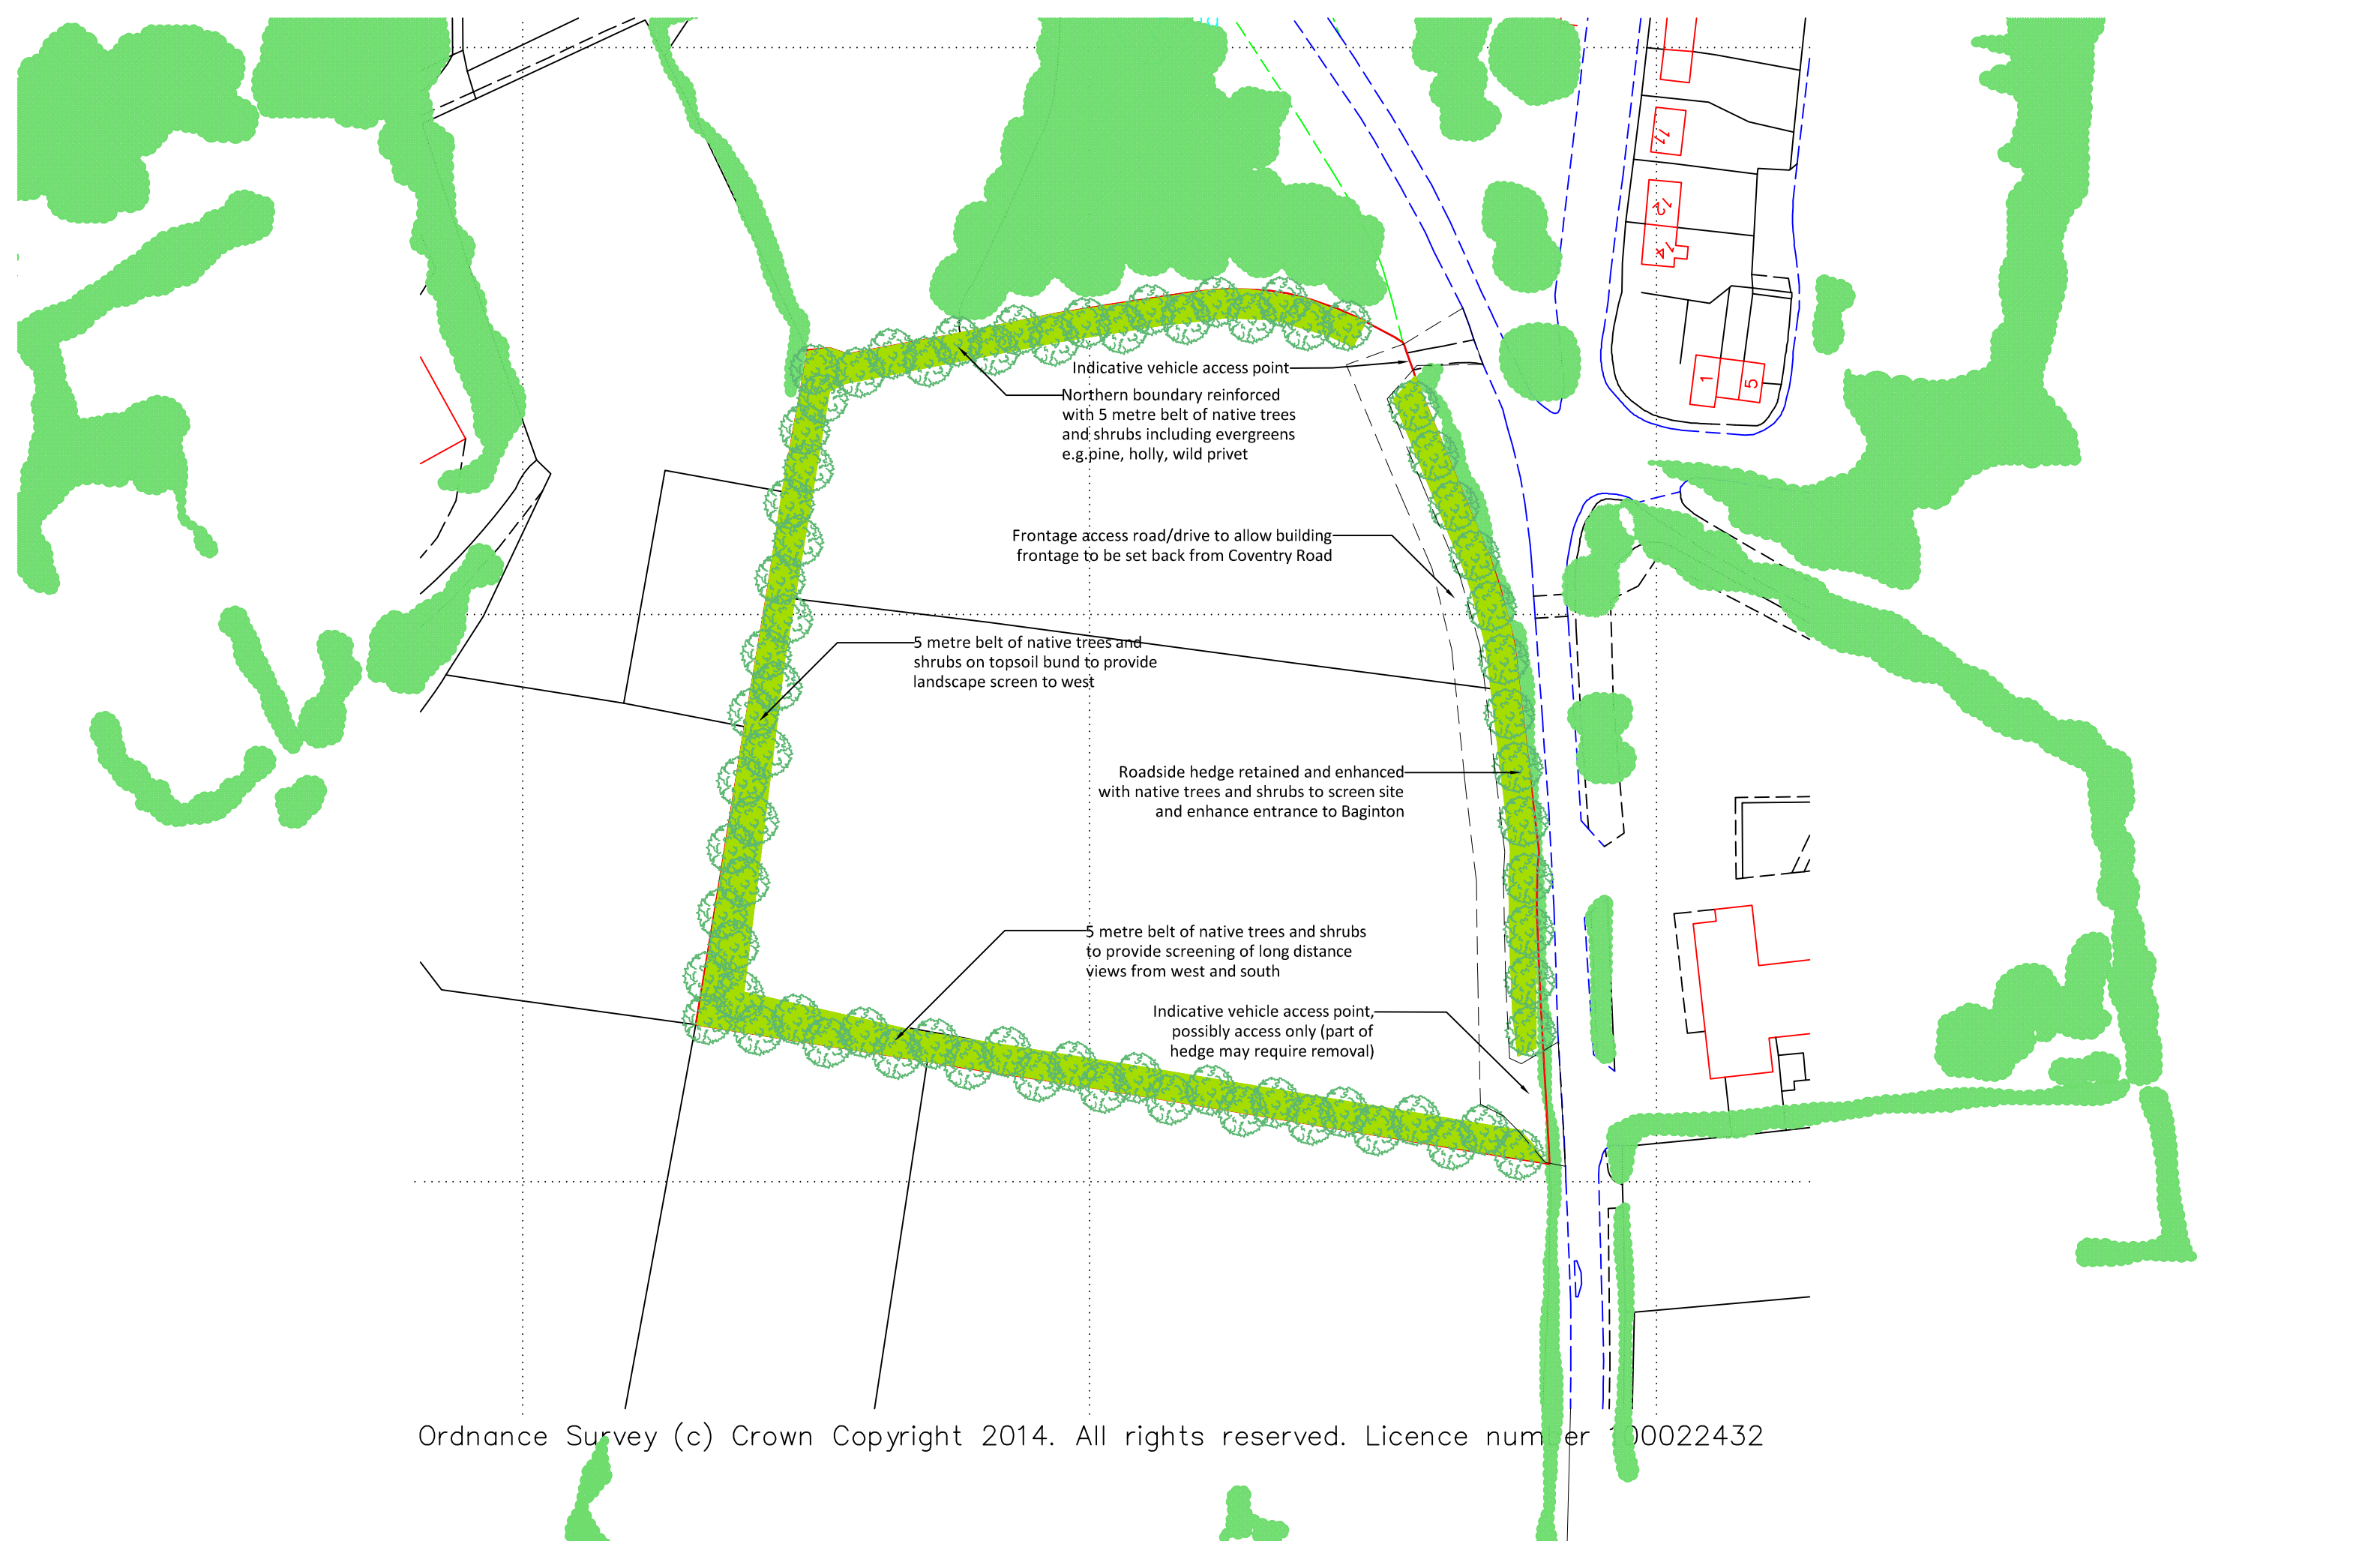 11
12
14
1
5
Indicative vehicle access point
Northern boundary reinforced
with 5 metre belt of native trees
and shrubs including evergreens
e.g.pine, holly, wild privet
Frontage access road/drive to allow building
frontage to be set back from Coventry Road
5 metre belt of native trees and
shrubs on topsoil bund to provide
landscape screen to west
Roadside hedge retained and enhanced
with native trees and shrubs to screen site
and enhance entrance to Baginton
5 metre belt of native trees and shrubs
to provide screening of long distance
views from west and south
Indicative vehicle access point,
possibly access only (part of
hedge may require removal)
Ordnance Survey (c) Crown Copyright 2014. All rights reserved. Licence number 100022432